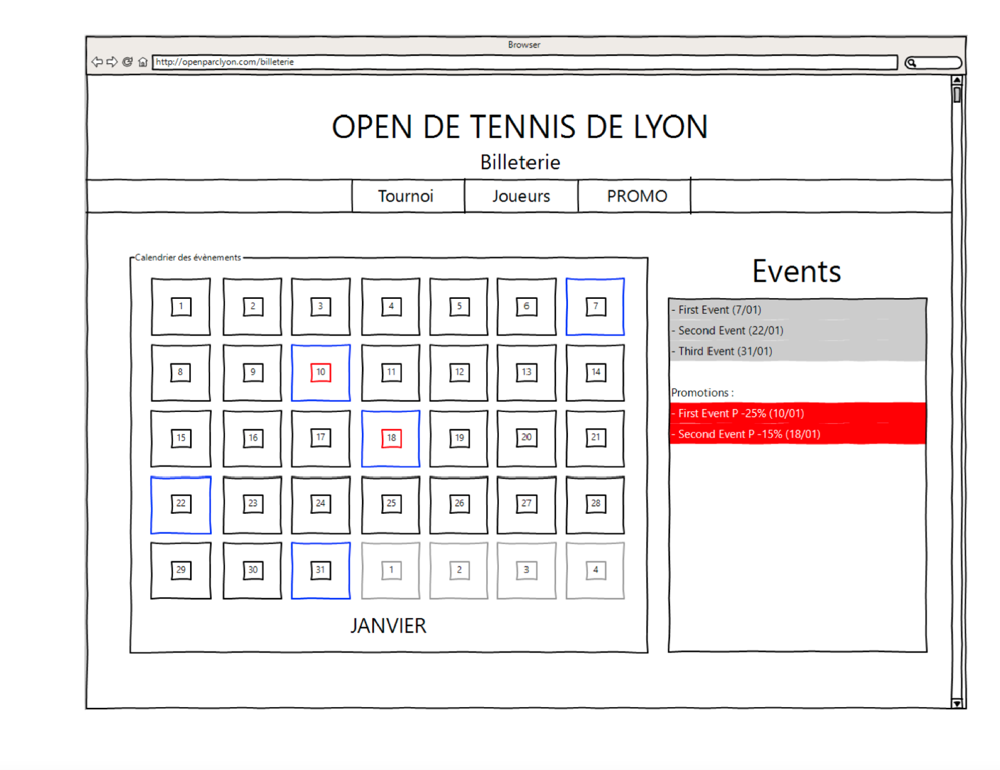 Browser
http://openparclyon.com/billeterie
OPEN DE TENNIS DE LYON
Billeterie
Tournoi Joueurs PROMO
Calendrier des évènements
1 2 3 4 5 6 7
8 9 10 11 12 13 14
15 16 17 18 19 20 21
22 23 24 25 26 27 28
29 30 31 1 2 3 4
JANVIER
Events
- First Event (7/01)
- Second Event (22/01)
- Third Event (31/01)
Promotions :
- First Event P -25% (10/01)
- Second Event P -15% (18/01)